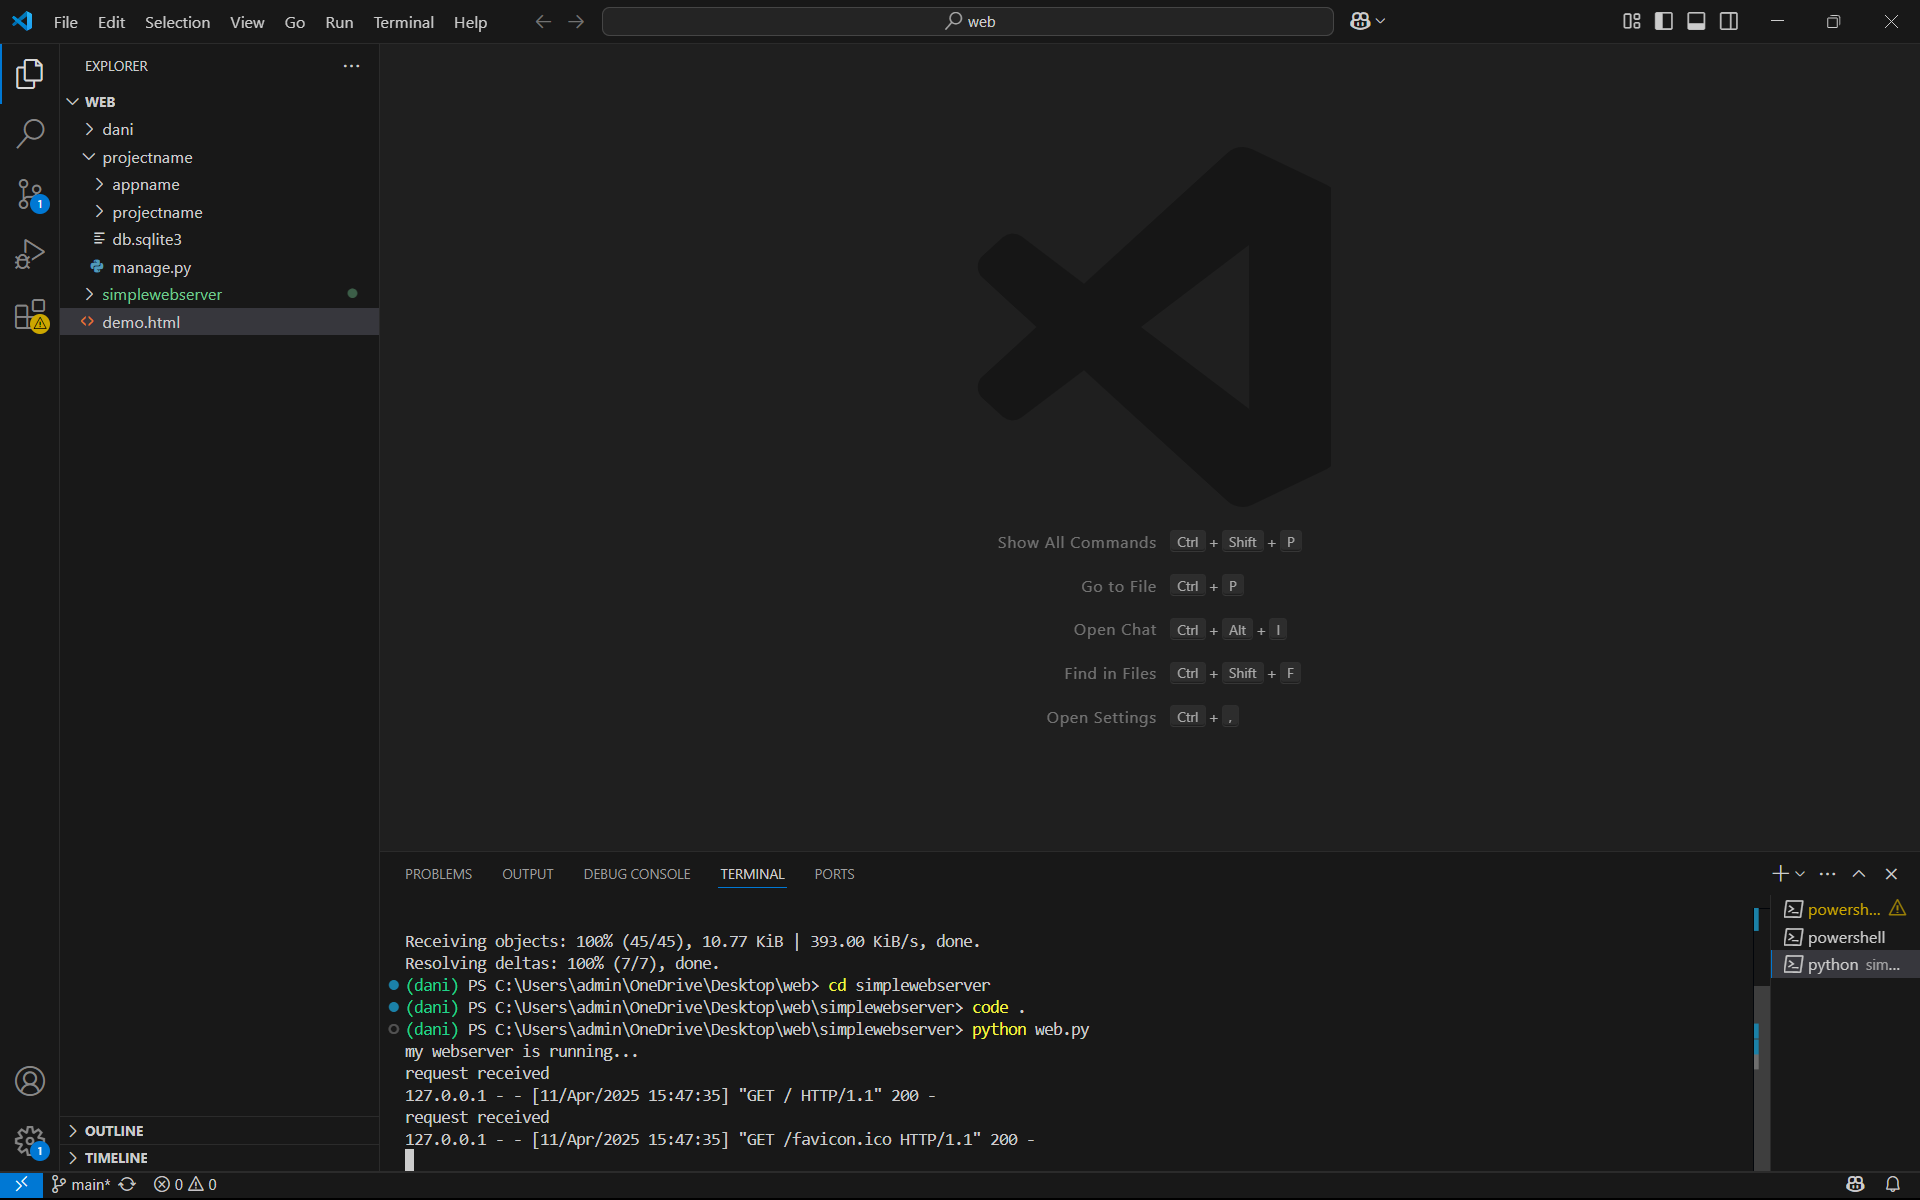 File Edit Selection View Go Run Terminal Help
web
EXPLORER
WEB
dani
projectname
appname
projectname
db.sqlite3
manage.py
simplewebserver
demo.html
1
Show All Commands Ctrl + Shift + P
Go to File Ctrl + P
Open Chat Ctrl + Alt + I
Find in Files Ctrl + Shift + F
Open Settings Ctrl + ,
PROBLEMS OUTPUT DEBUG CONSOLE TERMINAL PORTS
Receiving objects: 100% (45/45), 10.77 KiB | 393.00 KiB/s, done.
Resolving deltas: 100% (7/7), done.
(dani) PS C:\Users\admin\OneDrive\Desktop\web> cd simplewebserver
(dani) PS C:\Users\admin\OneDrive\Desktop\web\simplewebserver> code .
(dani) PS C:\Users\admin\OneDrive\Desktop\web\simplewebserver> python web.py
my webserver is running...
request received
127.0.0.1 - - [11/Apr/2025 15:47:35] "GET / HTTP/1.1" 200 -
request received
127.0.0.1 - - [11/Apr/2025 15:47:35] "GET /favicon.ico HTTP/1.1" 200 -
powersh...
powershell
python sim...
OUTLINE
TIMELINE
1
main* 0 0